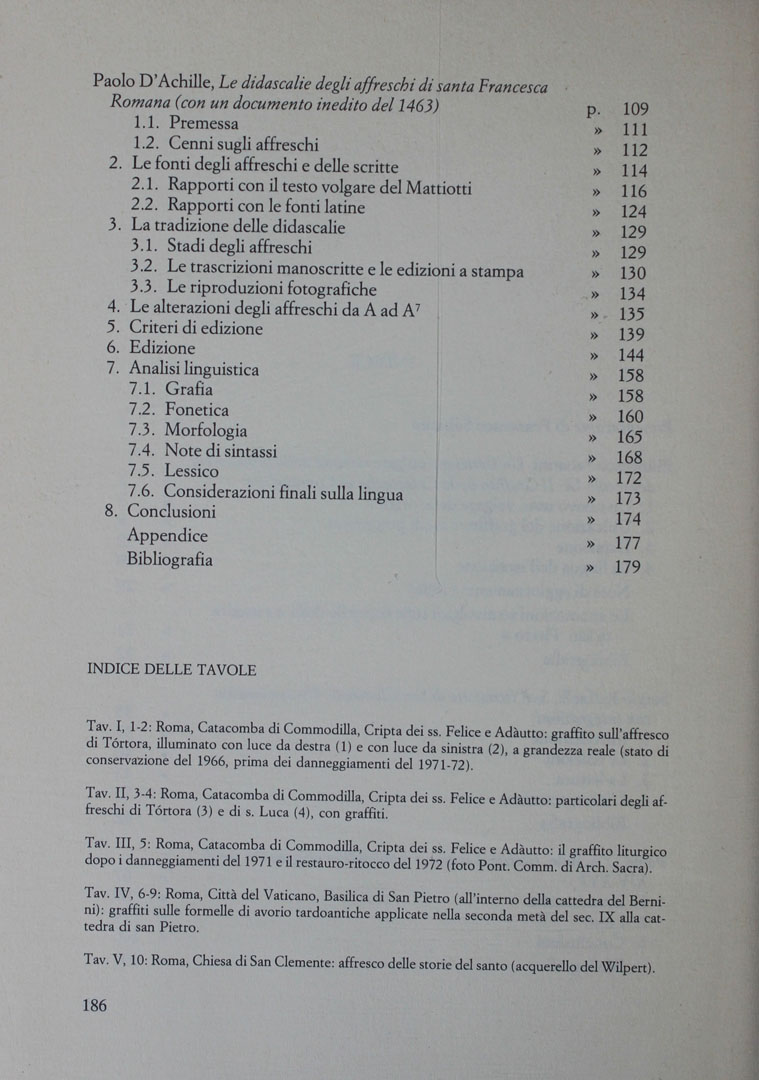 Paolo D'Achille, Le didascalie degli affreschi di santa Francesca
Romana (con un documento inedito del 1463) p. 109
1.1. Premessa » 111
1.2. Cenni sugli affreschi » 112
2. Le fonti degli affreschi e delle scritte » 114
2.1. Rapporti con il testo volgare del Mattiotti » 116
2.2. Rapporti con le fonti latine » 124
3. La tradizione delle didascalie » 129
3.1. Stadi degli affreschi » 129
3.2. Le trascrizioni manoscritte e le edizioni a stampa » 130
3.3. Le riproduzioni fotografiche » 134
4. Le alterazioni degli affreschi da A ad A⁷ » 135
5. Criteri di edizione » 139
6. Edizione » 144
7. Analisi linguistica » 158
7.1. Grafia » 158
7.2. Fonetica » 160
7.3. Morfologia » 165
7.4. Note di sintassi » 168
7.5. Lessico » 172
7.6. Considerazioni finali sulla lingua » 173
8. Conclusioni » 174
Appendice » 177
Bibliografia » 179
INDICE DELLE TAVOLE
Tav. I, 1-2: Roma, Catacomba di Commodilla, Cripta dei ss. Felice e Adàutto: graffito sull'affresco
di Tórtora, illuminato con luce da destra (1) e con luce da sinistra (2), a grandezza reale (stato di
conservazione del 1966, prima dei danneggiamenti del 1971-72).
Tav. II, 3-4: Roma, Catacomba di Commodilla, Cripta dei ss. Felice e Adàutto: particolari degli af-
freschi di Tórtora (3) e di s. Luca (4), con graffiti.
Tav. III, 5: Roma, Catacomba di Commodilla, Cripta dei ss. Felice e Adàutto: il graffito liturgico
dopo i danneggiamenti del 1971 e il restauro-ritocco del 1972 (foto Pont. Comm. di Arch. Sacra).
Tav. IV, 6-9: Roma, Città del Vaticano, Basilica di San Pietro (all'interno della cattedra del Berni-
ni): graffiti sulle formelle di avorio tardoantiche applicate nella seconda metà del sec. IX alla cat-
tedra di san Pietro.
Tav. V, 10: Roma, Chiesa di San Clemente: affresco delle storie del santo (acquerello del Wilpert).
186